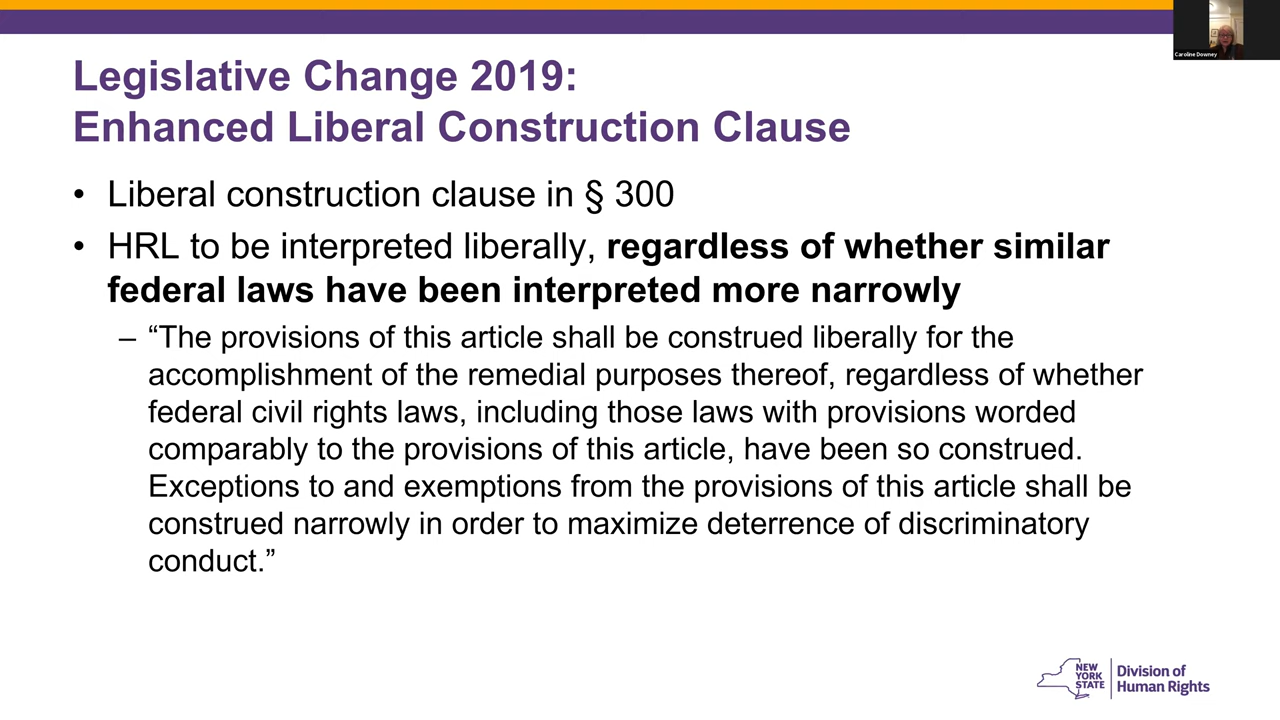 Caroline Downey
Legislative Change 2019:
Enhanced Liberal Construction Clause
• Liberal construction clause in § 300
• HRL to be interpreted liberally, regardless of whether similar
federal laws have been interpreted more narrowly
– “The provisions of this article shall be construed liberally for the
accomplishment of the remedial purposes thereof, regardless of whether
federal civil rights laws, including those laws with provisions worded
comparably to the provisions of this article, have been so construed.
Exceptions to and exemptions from the provisions of this article shall be
construed narrowly in order to maximize deterrence of discriminatory
conduct.”
NEW
YORK
STATE
Division of
Human Rights